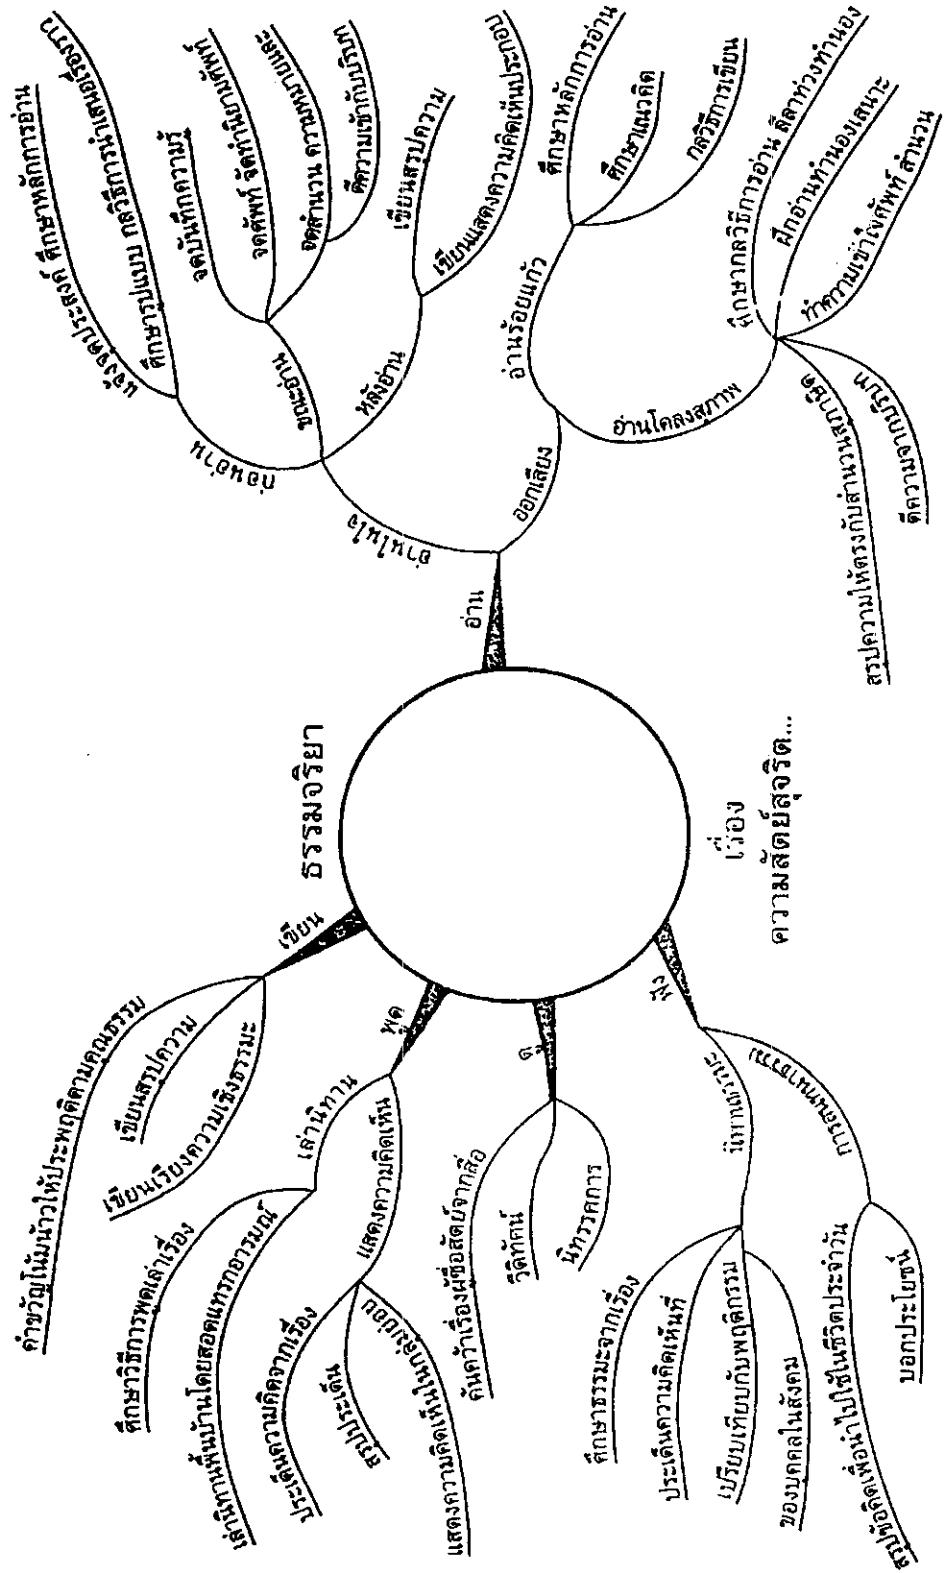 ธรรมจริยา
เรื่อง
ความสัตย์สุจริต...
อ่าน
อ่านในใจ
ก่อนอ่าน
แจ้งจุดประสงค์ ศึกษาหลักการอ่าน
ศึกษารูปแบบ กลวิธีการนำเสนอเรื่องราว
ขณะอ่าน
จดบันทึกความรู้
จดศัพท์ จัดทำนิยามศัพท์
จดสำนวน ความหมายและ
ตีความเข้ากับบริบท
หลังอ่าน
เขียนสรุปความ
เขียนแสดงความคิดเห็นประกอบ
ออกเสียง
อ่านร้อยแก้ว
ศึกษาหลักการอ่าน
ศึกษาแนวคิด
กลวิธีการเขียน
อ่านโคลงสุภาพ
ศึกษากลวิธีการอ่าน ลีลาท่วงทำนอง
ฝึกอ่านทำนองเสนาะ
ทำความเข้าใจศัพท์ สำนวน
ตีความจากบริบท
สรุปความให้ตรงกับสำนวนสุภาษิต
เขียน
คำขวัญโน้มน้าวให้ประพฤติตามคุณธรรม
เขียนสรุปความ
เขียนเรียงความเชิงธรรมะ
พูด
เล่านิทาน
ศึกษาวิธีการพูดเล่าเรื่อง
เล่านิทานพื้นบ้านโดยสอดแทรกอารมณ์
แสดงความคิดเห็น
ประเด็นความคิดจากเรื่อง
สรุปประเด็น
แสดงความคิดเห็นในกลุ่มย่อย
ดู
ค้นคว้าเรื่องผู้ซื่อสัตย์จากสื่อ
วีดิทัศน์
นิทรรศการ
ฟัง
นิทานธรรมะ
ศึกษาธรรมะจากเรื่อง
ประเด็นความคิดเห็นที่
เปรียบเทียบกับพฤติกรรม
ของบุคคลในสังคม
การสนทนาธรรม
สรุปข้อคิดเพื่อนำไปใช้ในชีวิตประจำวัน
บอกประโยชน์